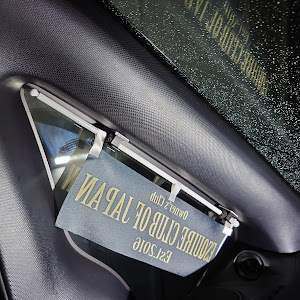 Owner's Club
ESQUIRE CLUB OF JAPAN
Est.2016